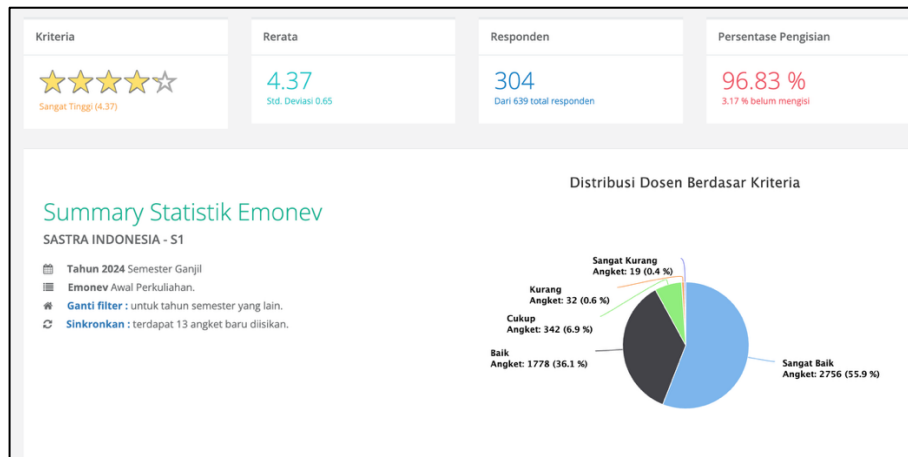 Kriteria
Sangat Tinggi (4.37)
Rerata
4.37
Std. Deviasi 0.65
Responden
304
Dari 639 total responden
Persentase Pengisian
96.83 %
3.17 % belum mengisi
Summary Statistik Emonev
SASTRA INDONESIA - S1
Tahun 2024 Semester Ganjil
Emonev Awal Perkuliahan.
Ganti filter : untuk tahun semester yang lain.
Sinkronkan : terdapat 13 angket baru diisikan.
Distribusi Dosen Berdasar Kriteria
Sangat Kurang
Angket: 19 (0.4 %)
Kurang
Angket: 32 (0.6 %)
Cukup
Angket: 342 (6.9 %)
Baik
Angket: 1778 (36.1 %)
Sangat Baik
Angket: 2756 (55.9 %)